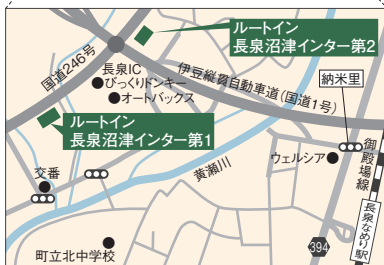 ルートイン
長泉沼津インター第2
国道246号
長泉IC
びっくりドンキー
オートバックス
伊豆縦貫自動車道(国道1号)
納米里
ルートイン
長泉沼津インター第1
ウェルシア
御殿場線
黄瀬川
交番
長泉なめり駅
394
町立北中学校